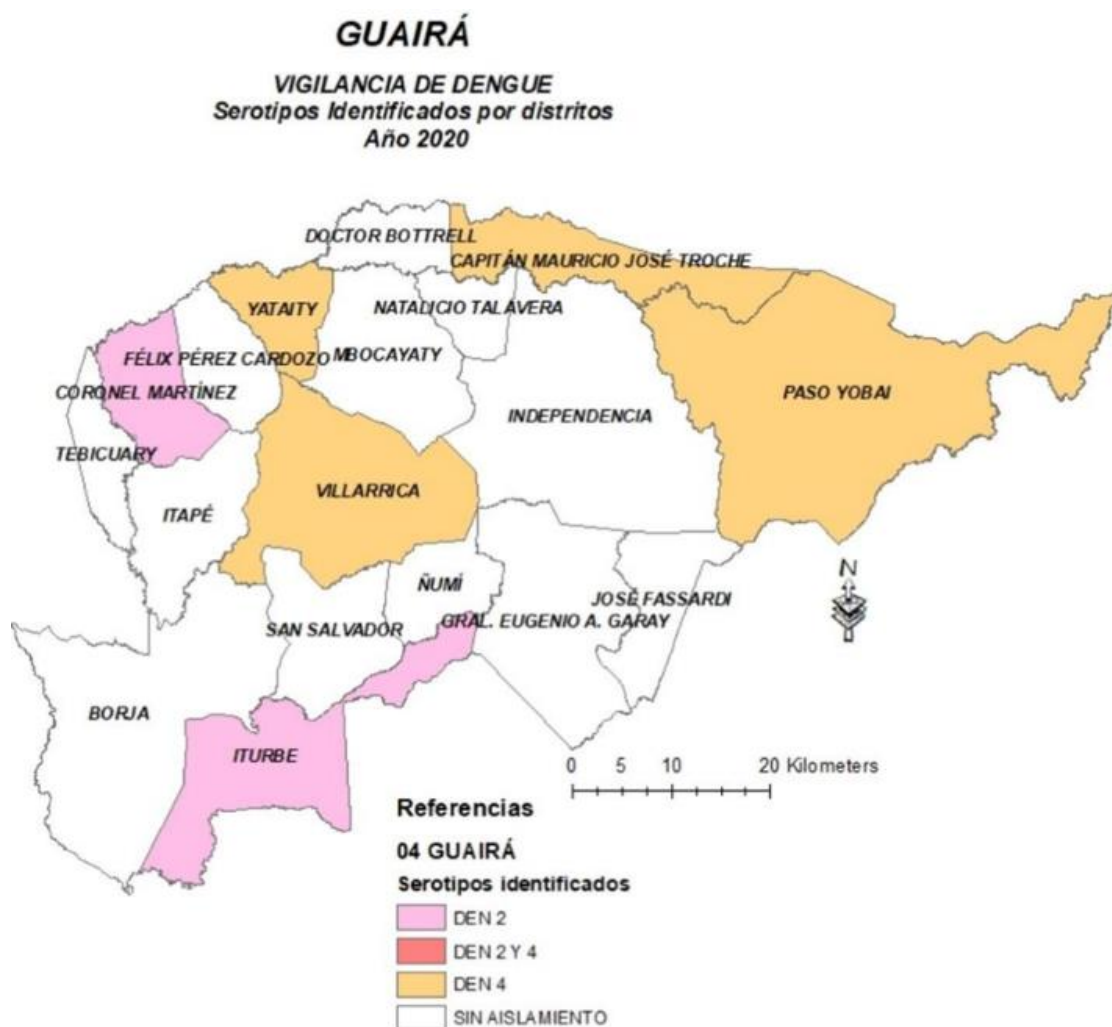 GUAIRÁ
VIGILANCIA DE DENGUE
Serotipos Identificados por distritos
Año 2020
DOCTOR BOTTRELL
CAPITÁN MAURICIO JOSÉ TROCHE
YATAITY
NATALICIO TALAVERA
FÉLIX PÉREZ CARDOZO
MBOCAYATY
CORONEL MARTÍNEZ
PASO YOBAI
INDEPENDENCIA
TEBICUARY
VILLARRICA
ITAPÉ
N
ÑUMÍ
JOSÉ FASSARDI
GRAL. EUGENIO A. GARAY
SAN SALVADOR
BORJA
ITURBE
0 5 10 20 Kilometers
Referencias
04 GUAIRÁ
Serotipos identificados
DEN 2
DEN 2 Y 4
DEN 4
SIN AISLAMIENTO